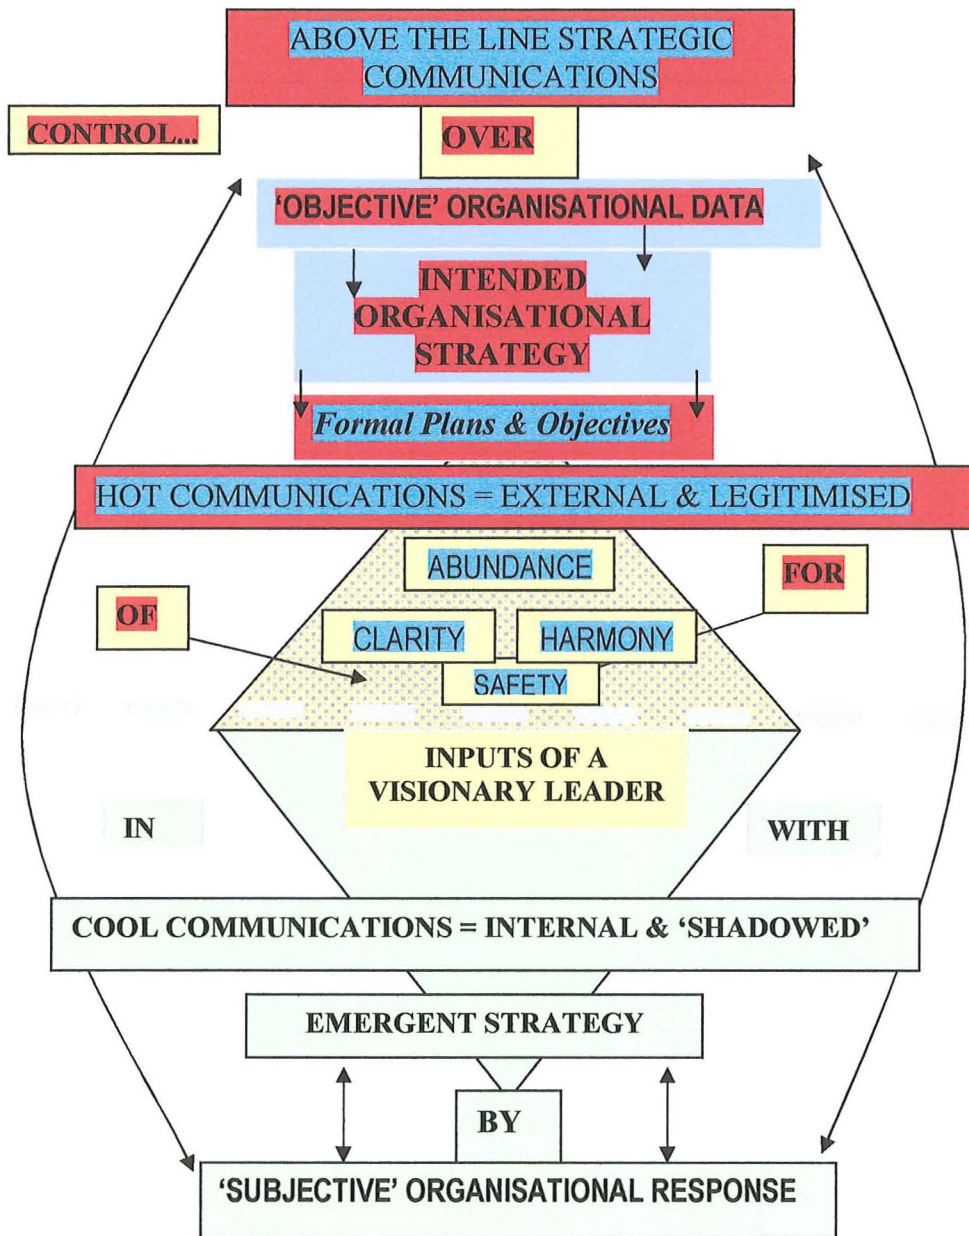 ABOVE THE LINE STRATEGIC
COMMUNICATIONS
CONTROL...
OVER
‘OBJECTIVE’ ORGANISATIONAL DATA
INTENDED
ORGANISATIONAL
STRATEGY
Formal Plans & Objectives
HOT COMMUNICATIONS = EXTERNAL & LEGITIMISED
ABUNDANCE
FOR
OF
CLARITY
HARMONY
SAFETY
INPUTS OF A
VISIONARY LEADER
IN
WITH
COOL COMMUNICATIONS = INTERNAL & ‘SHADOWED’
EMERGENT STRATEGY
BY
‘SUBJECTIVE’ ORGANISATIONAL RESPONSE